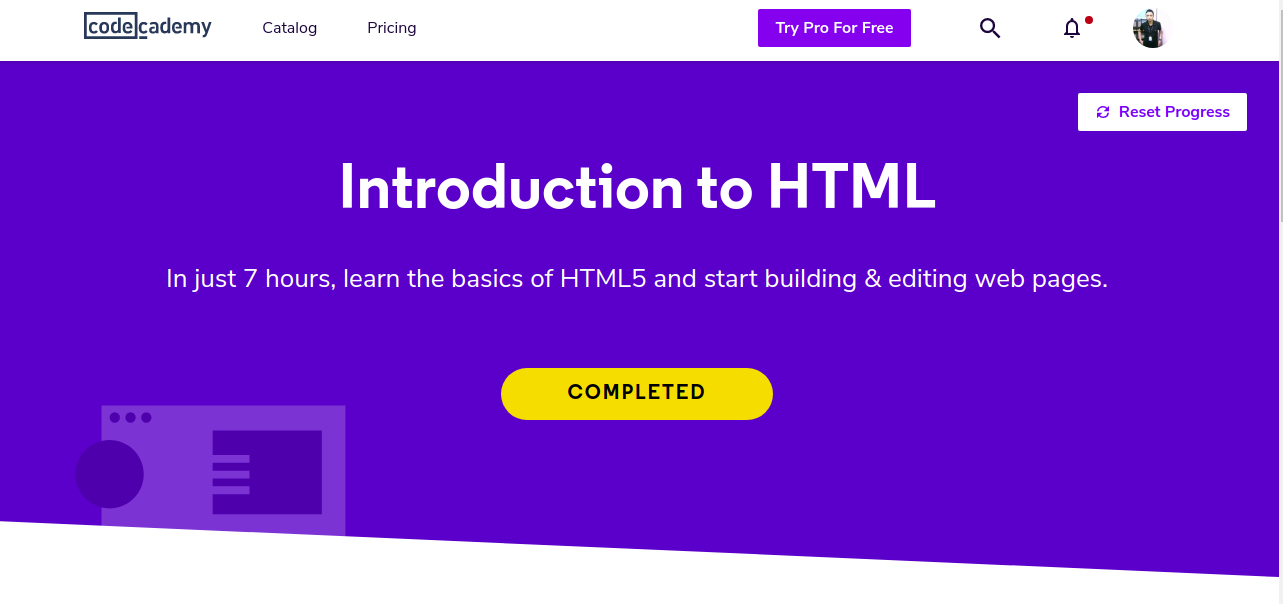 codecademy
Catalog
Pricing
Try Pro For Free
Reset Progress
Introduction to HTML
In just 7 hours, learn the basics of HTML5 and start building & editing web pages.
COMPLETED